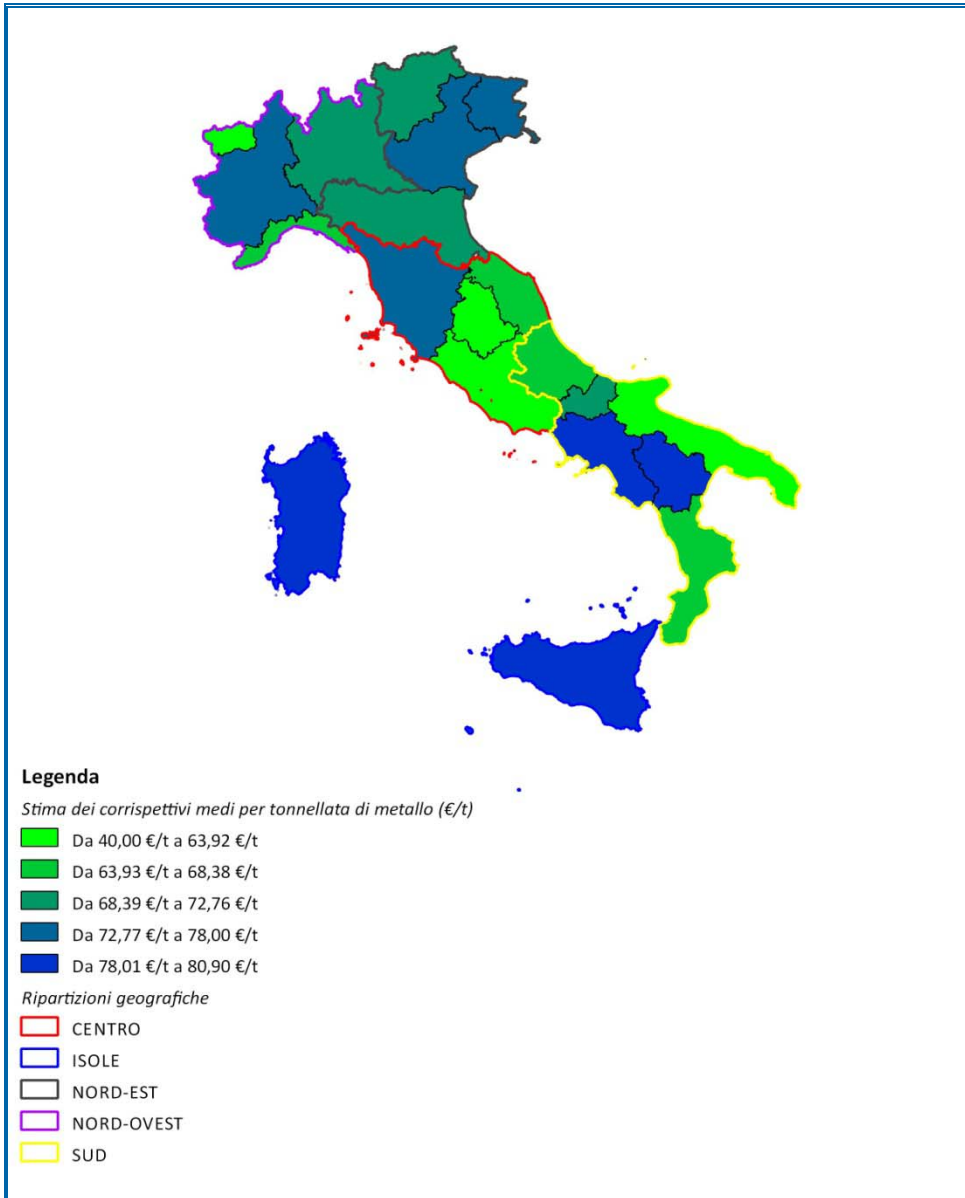 Legenda
Stima dei corrispettivi medi per tonnellata di metallo (€/t)
Da 40,00 €/t a 63,92 €/t
Da 63,93 €/t a 68,38 €/t
Da 68,39 €/t a 72,76 €/t
Da 72,77 €/t a 78,00 €/t
Da 78,01 €/t a 80,90 €/t
Ripartizioni geografiche
CENTRO
ISOLE
NORD-EST
NORD-OVEST
SUD